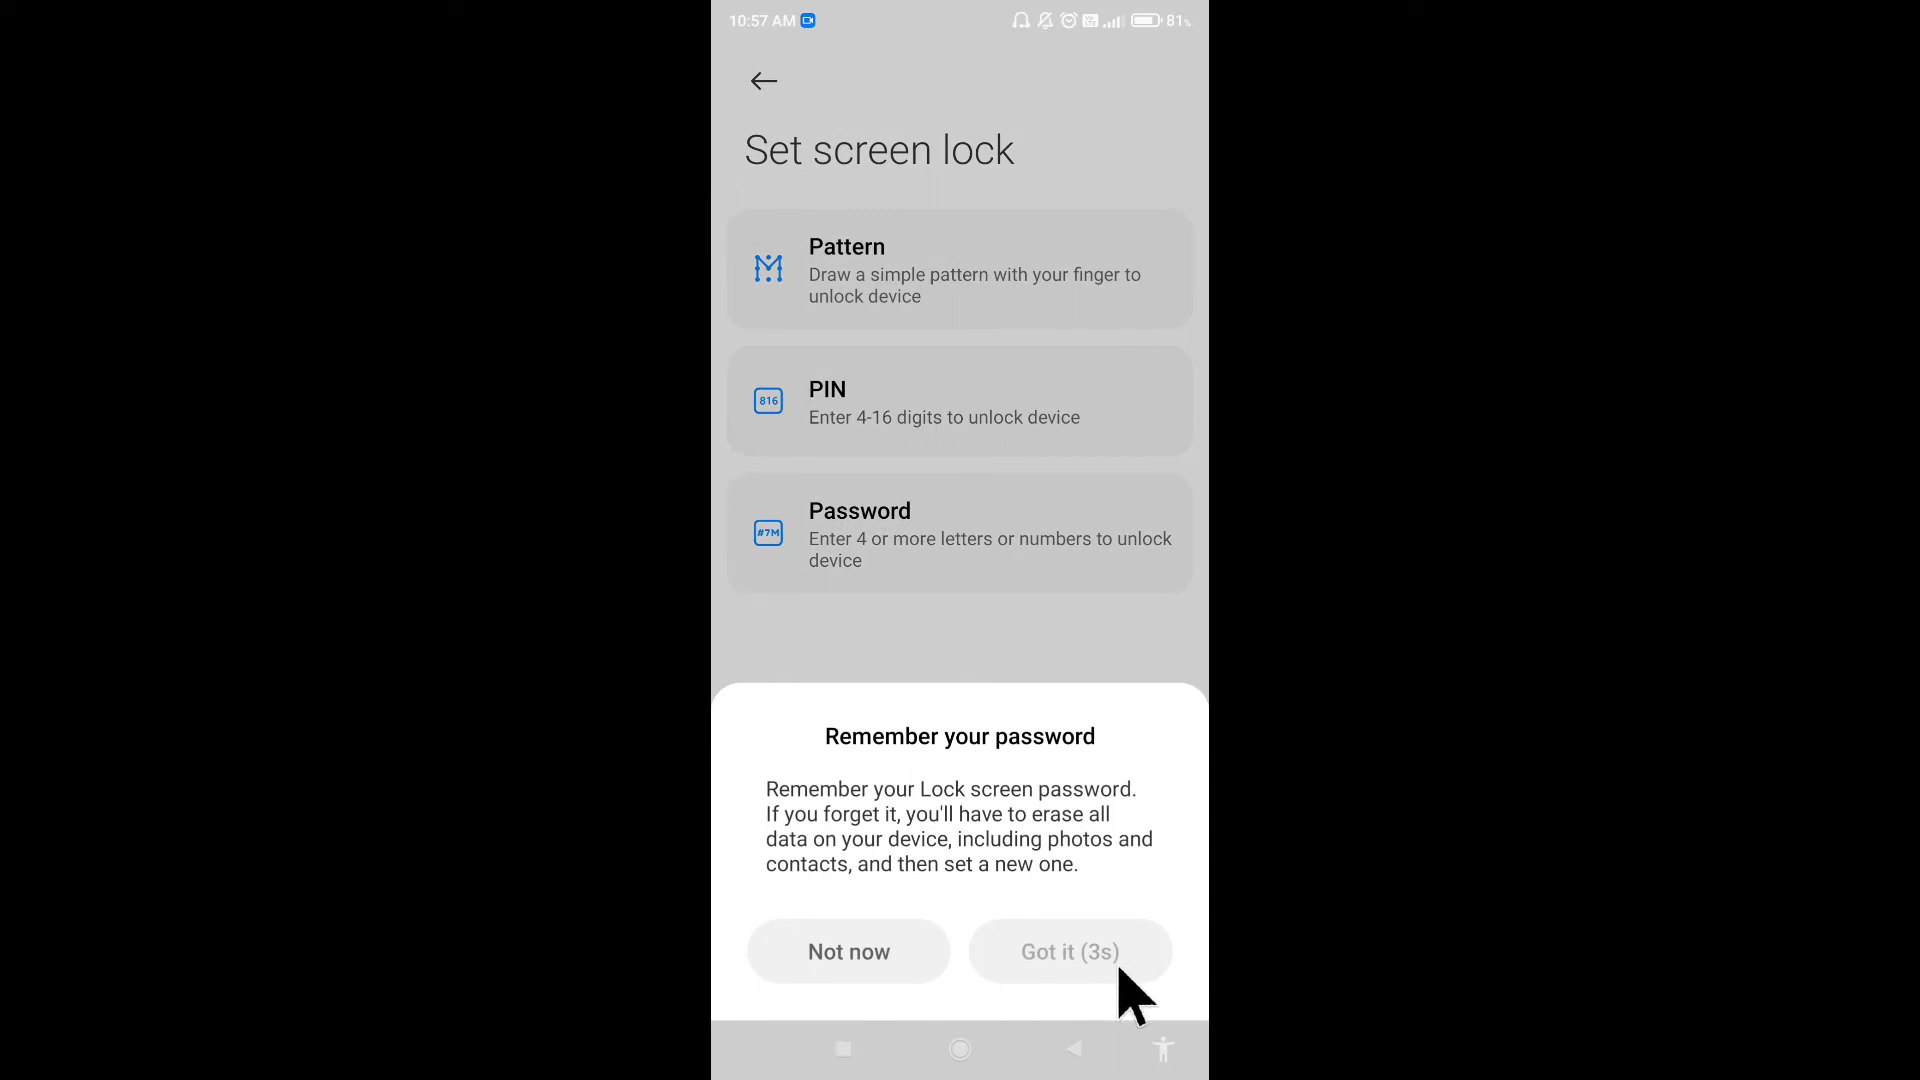 10:57 AM
81%
Set screen lock
Pattern
Draw a simple pattern with your finger to
unlock device
816
PIN
Enter 4-16 digits to unlock device
#7M
Password
Enter 4 or more letters or numbers to unlock
device
Remember your password
Remember your Lock screen password.
If you forget it, you'll have to erase all
data on your device, including photos and
contacts, and then set a new one.
Not now
Got it (3s)